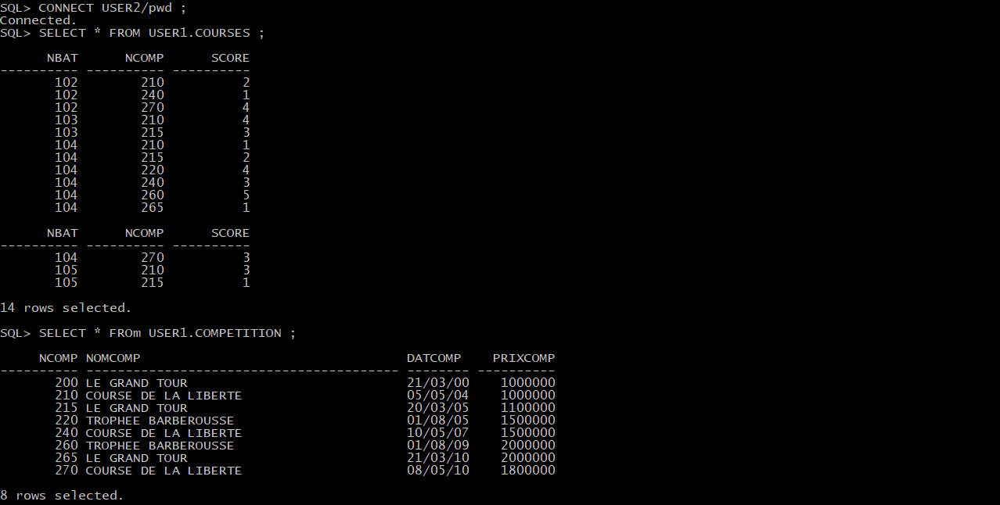 SQL> CONNECT USER2/pwd ;
Connected.
SQL> SELECT * FROM USER1.COURSES ;
      NBAT      NCOMP      SCORE
---------- ---------- ----------
       102        210          2
       102        240          1
       102        270          4
       103        210          4
       103        215          3
       104        210          1
       104        215          2
       104        220          4
       104        240          3
       104        260          5
       104        265          1
      NBAT      NCOMP      SCORE
---------- ---------- ----------
       104        270          3
       105        210          3
       105        215          1
14 rows selected.
SQL> SELECT * FROm USER1.COMPETITION ;
     NCOMP NOMCOMP                                  DATCOMP    PRIXCOMP
---------- ---------------------------------------- -------- ----------
       200 LE GRAND TOUR                            21/03/00    1000000
       210 COURSE DE LA LIBERTE                     05/05/04    1000000
       215 LE GRAND TOUR                            20/03/05    1100000
       220 TROPHEE BARBEROUSSE                      01/08/05    1500000
       240 COURSE DE LA LIBERTE                     10/05/07    1500000
       260 TROPHEE BARBEROUSSE                      01/08/09    2000000
       265 LE GRAND TOUR                            21/03/10    2000000
       270 COURSE DE LA LIBERTE                     08/05/10    1800000
8 rows selected.